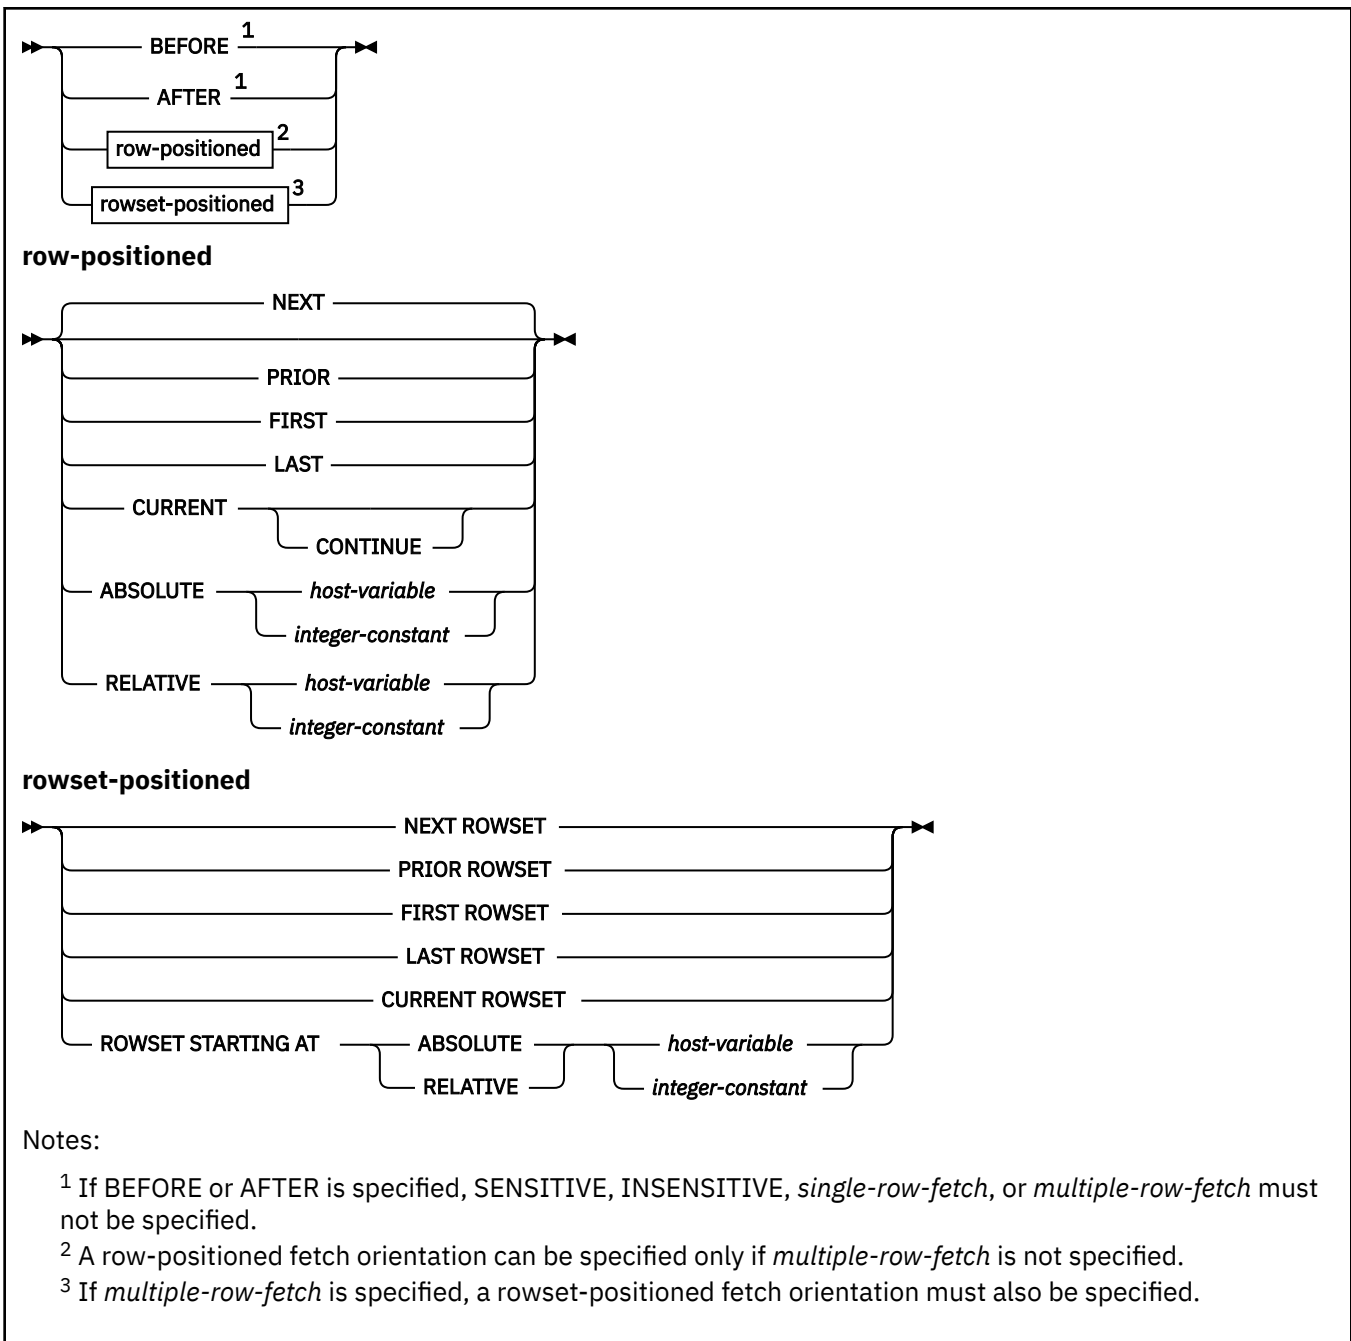 BEFORE 1
AFTER 1
row-positioned 2
rowset-positioned 3
row-positioned
NEXT
PRIOR
FIRST
LAST
CURRENT
CONTINUE
ABSOLUTE host-variable
integer-constant
RELATIVE host-variable
integer-constant
rowset-positioned
NEXT ROWSET
PRIOR ROWSET
FIRST ROWSET
LAST ROWSET
CURRENT ROWSET
ROWSET STARTING AT ABSOLUTE host-variable
RELATIVE integer-constant
Notes:
1 If BEFORE or AFTER is specified, SENSITIVE, INSENSITIVE, single-row-fetch, or multiple-row-fetch must
not be specified.
2 A row-positioned fetch orientation can be specified only if multiple-row-fetch is not specified.
3 If multiple-row-fetch is specified, a rowset-positioned fetch orientation must also be specified.